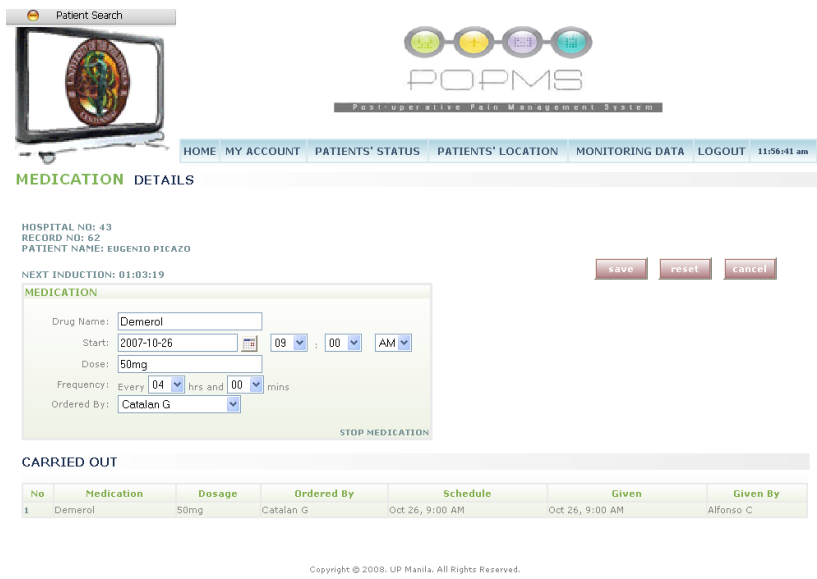 Patient Search
POPMS
Post-operative Pain Management System
HOME MY ACCOUNT PATIENTS' STATUS PATIENTS' LOCATION MONITORING DATA LOGOUT 11:56:41 am
MEDICATION DETAILS
HOSPITAL NO: 43
RECORD NO: 62
PATIENT NAME: EUGENIO PICAZO
NEXT INDUCTION: 01:03:19
save reset cancel
MEDICATION
Drug Name: Demerol
Start: 2007-10-26 09 : 00 AM
Dose: 50mg
Frequency: Every 04 hrs and 00 mins
Ordered By: Catalan G
STOP MEDICATION
CARRIED OUT
No Medication Dosage Ordered By Schedule Given Given By
1 Demerol 50mg Catalan G Oct 26, 9:00 AM Oct 26, 9:00 AM Alfonso C
Copyright © 2008. UP Manila. All Rights Reserved.